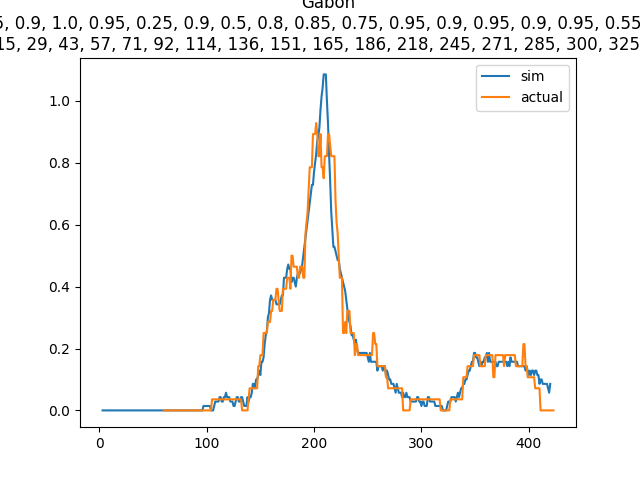 Gabon
0.9, 1.0, 0.95, 0.25, 0.9, 0.5, 0.8, 0.85, 0.75, 0.95, 0.9, 0.95, 0.9, 0.95, 0.55
29, 43, 57, 71, 92, 114, 136, 151, 165, 186, 218, 245, 271, 285, 300, 325
sim
actual
1.0
0.8
0.6
0.4
0.2
0.0
0 100 200 300 400